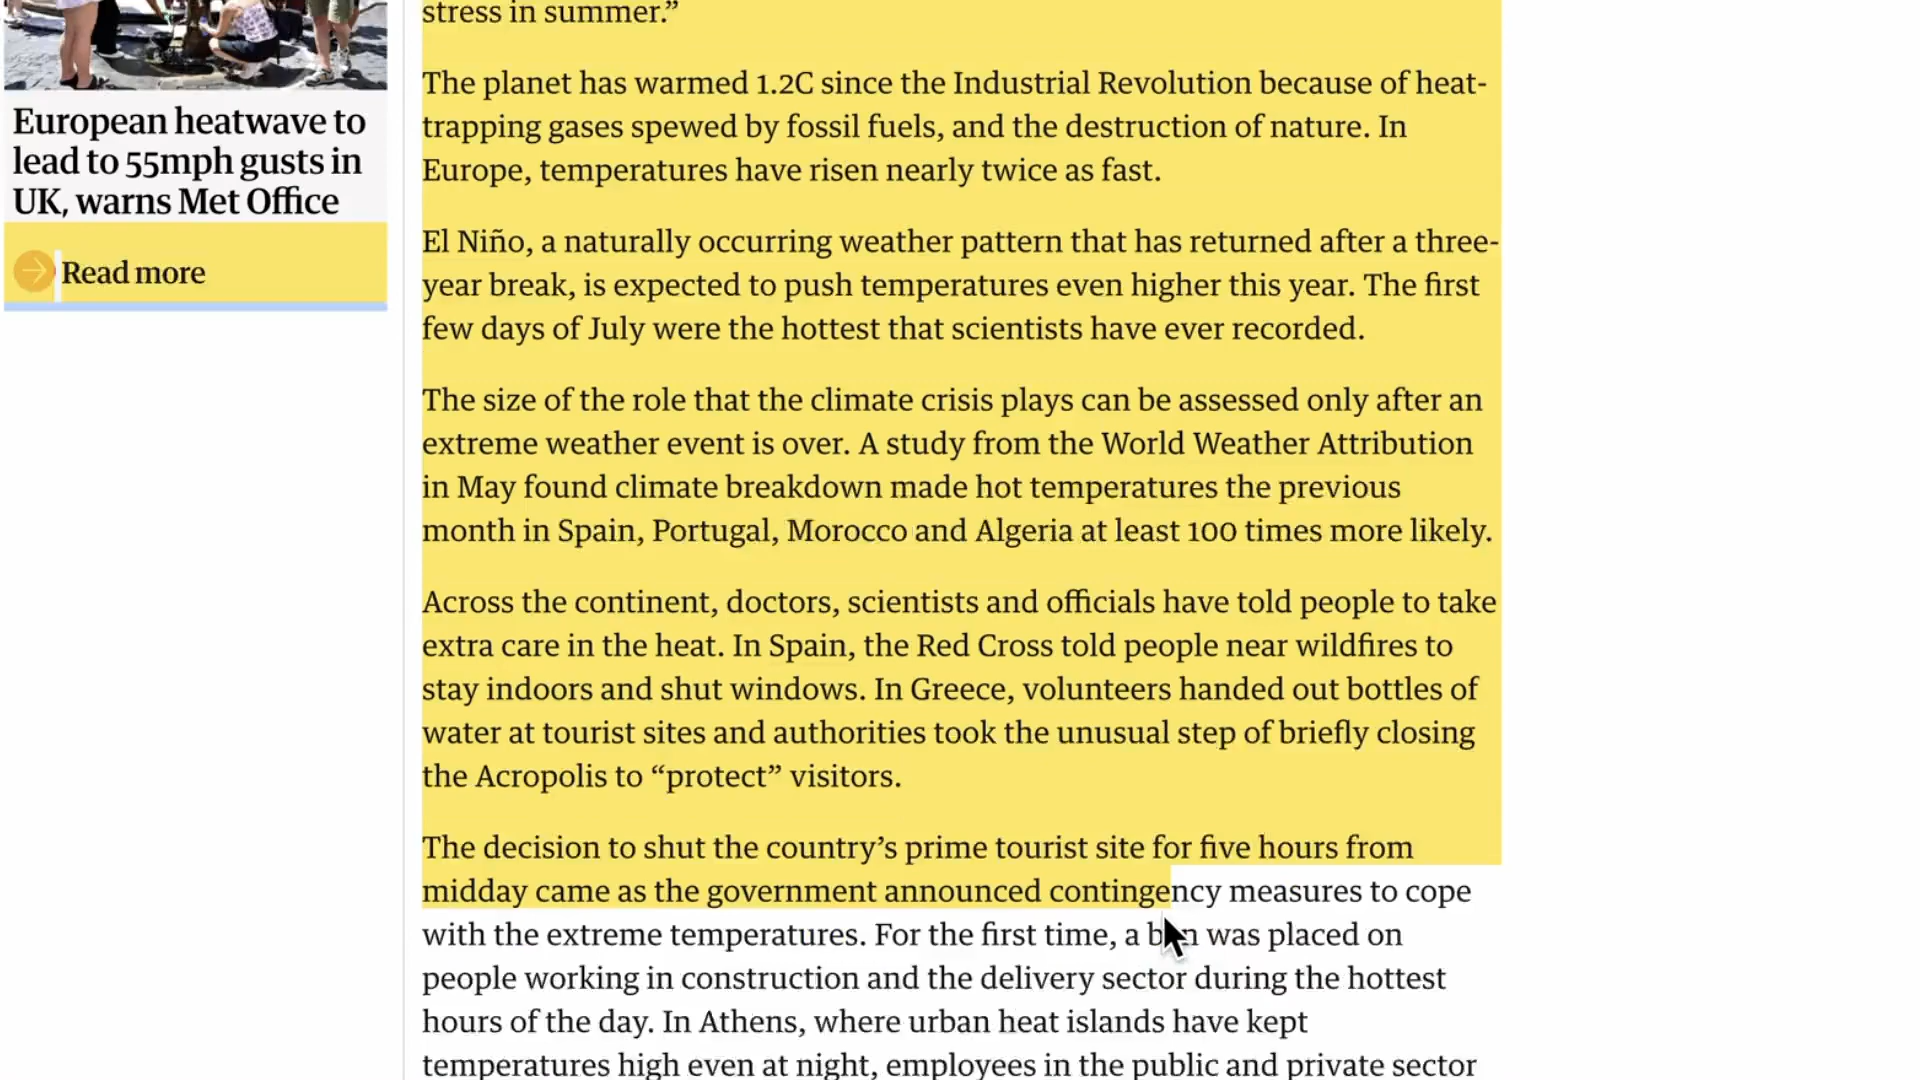 European heatwave to
lead to 55mph gusts in
UK, warns Met Office
Read more
stress in summer.”
The planet has warmed 1.2C since the Industrial Revolution because of heat-
trapping gases spewed by fossil fuels, and the destruction of nature. In
Europe, temperatures have risen nearly twice as fast.
El Niño, a naturally occurring weather pattern that has returned after a three-
year break, is expected to push temperatures even higher this year. The first
few days of July were the hottest that scientists have ever recorded.
The size of the role that the climate crisis plays can be assessed only after an
extreme weather event is over. A study from the World Weather Attribution
in May found climate breakdown made hot temperatures the previous
month in Spain, Portugal, Morocco and Algeria at least 100 times more likely.
Across the continent, doctors, scientists and officials have told people to take
extra care in the heat. In Spain, the Red Cross told people near wildfires to
stay indoors and shut windows. In Greece, volunteers handed out bottles of
water at tourist sites and authorities took the unusual step of briefly closing
the Acropolis to “protect” visitors.
The decision to shut the country’s prime tourist site for five hours from
midday came as the government announced contingency measures to cope
with the extreme temperatures. For the first time, a ban was placed on
people working in construction and the delivery sector during the hottest
hours of the day. In Athens, where urban heat islands have kept
temperatures high even at night, employees in the public and private sector